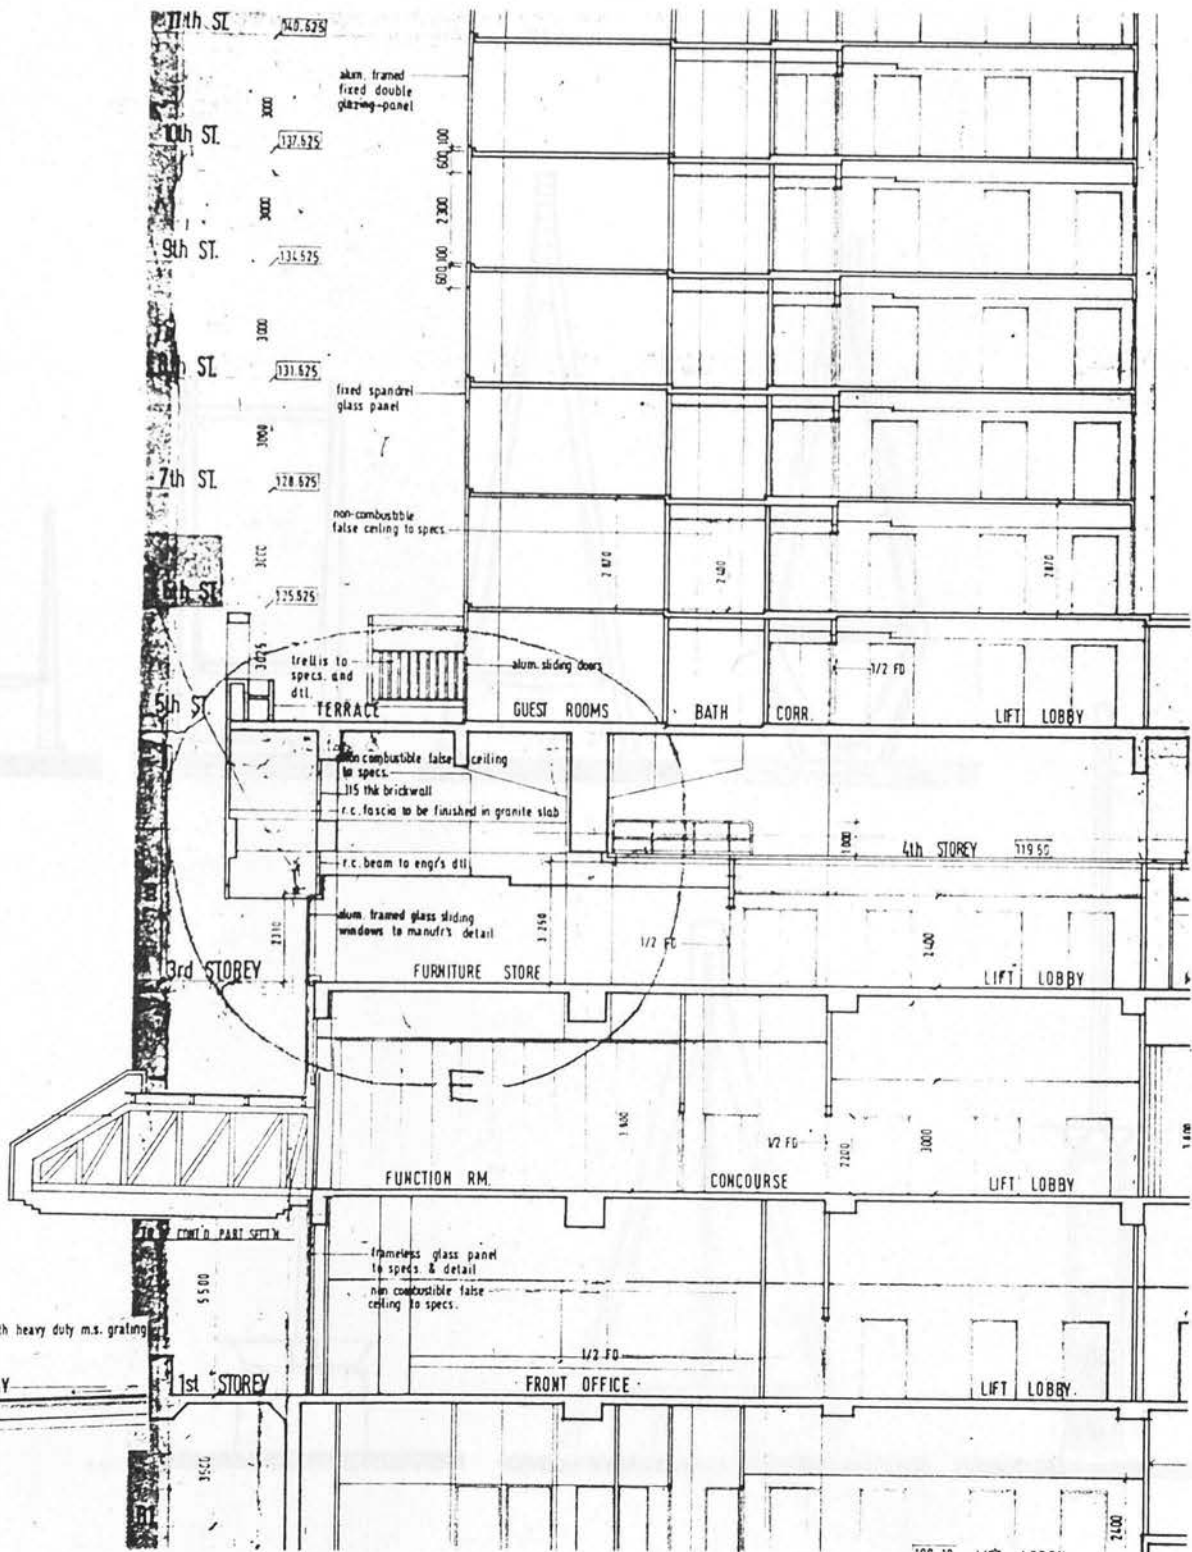 11th St.
140.625
alum. framed
fixed double
glazing-panel
3000
10th ST.
137.625
600,100
3000
2300
9th ST.
134.625
600,100
3000
8th ST.
131.625
fixed spandrel
glass panel
3000
7th ST.
128.625
non-combustible
false ceiling to specs.
3000
2870
2400
2870
6th ST.
125.625
3025
trellis to
specs. and
dtl.
alum. sliding doors
1/2 FD
5th ST.
TERRACE
GUEST ROOMS
BATH
CORR.
LIFT LOBBY
non combustible false ceiling
to specs.
115 thk brickwall
r.c. fascia to be finished in granite slab
1000
4th STOREY
119.60
r.c. beam to engr's dtl
2310
alum. framed glass sliding
windows to manufr's detail
3250
1/2 FD
2400
3rd STOREY
FURNITURE STORE
LIFT LOBBY
E
1/2 FD
2200
3000
FUNCTION RM.
CONCOURSE
LIFT LOBBY
CONT'D PART SECT'N
frameless glass panel
to specs. & detail
non combustible false
ceiling to specs.
5500
th heavy duty m.s. grating
1/2 FD
Y
1st STOREY
FRONT OFFICE
LIFT LOBBY
3500
B1
2400
LIFT LOBBY